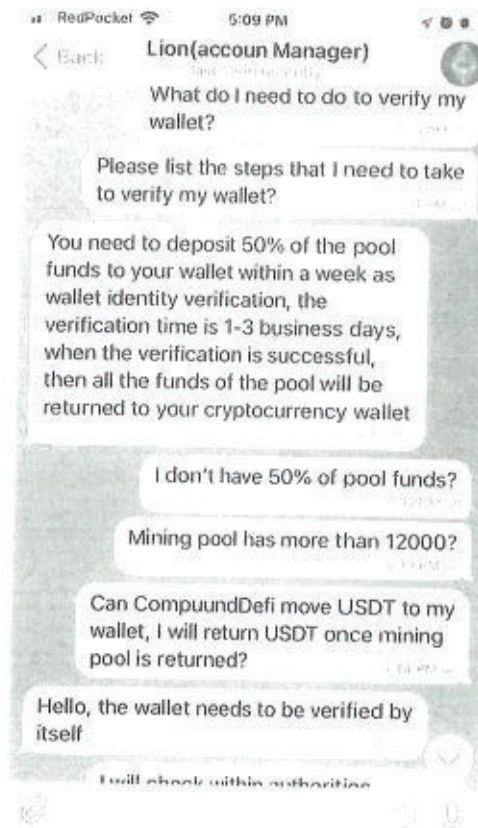 RedPocket 5:09 PM
Back Lion(accoun Manager)
What do I need to do to verify my
wallet?
Please list the steps that I need to take
to verify my wallet?
You need to deposit 50% of the pool
funds to your wallet within a week as
wallet identity verification, the
verification time is 1-3 business days,
when the verification is successful,
then all the funds of the pool will be
returned to your cryptocurrency wallet
I don't have 50% of pool funds?
Mining pool has more than 12000?
Can CompuundDefi move USDT to my
wallet, I will return USDT once mining
pool is returned?
Hello, the wallet needs to be verified by
itself
I will check within authorities